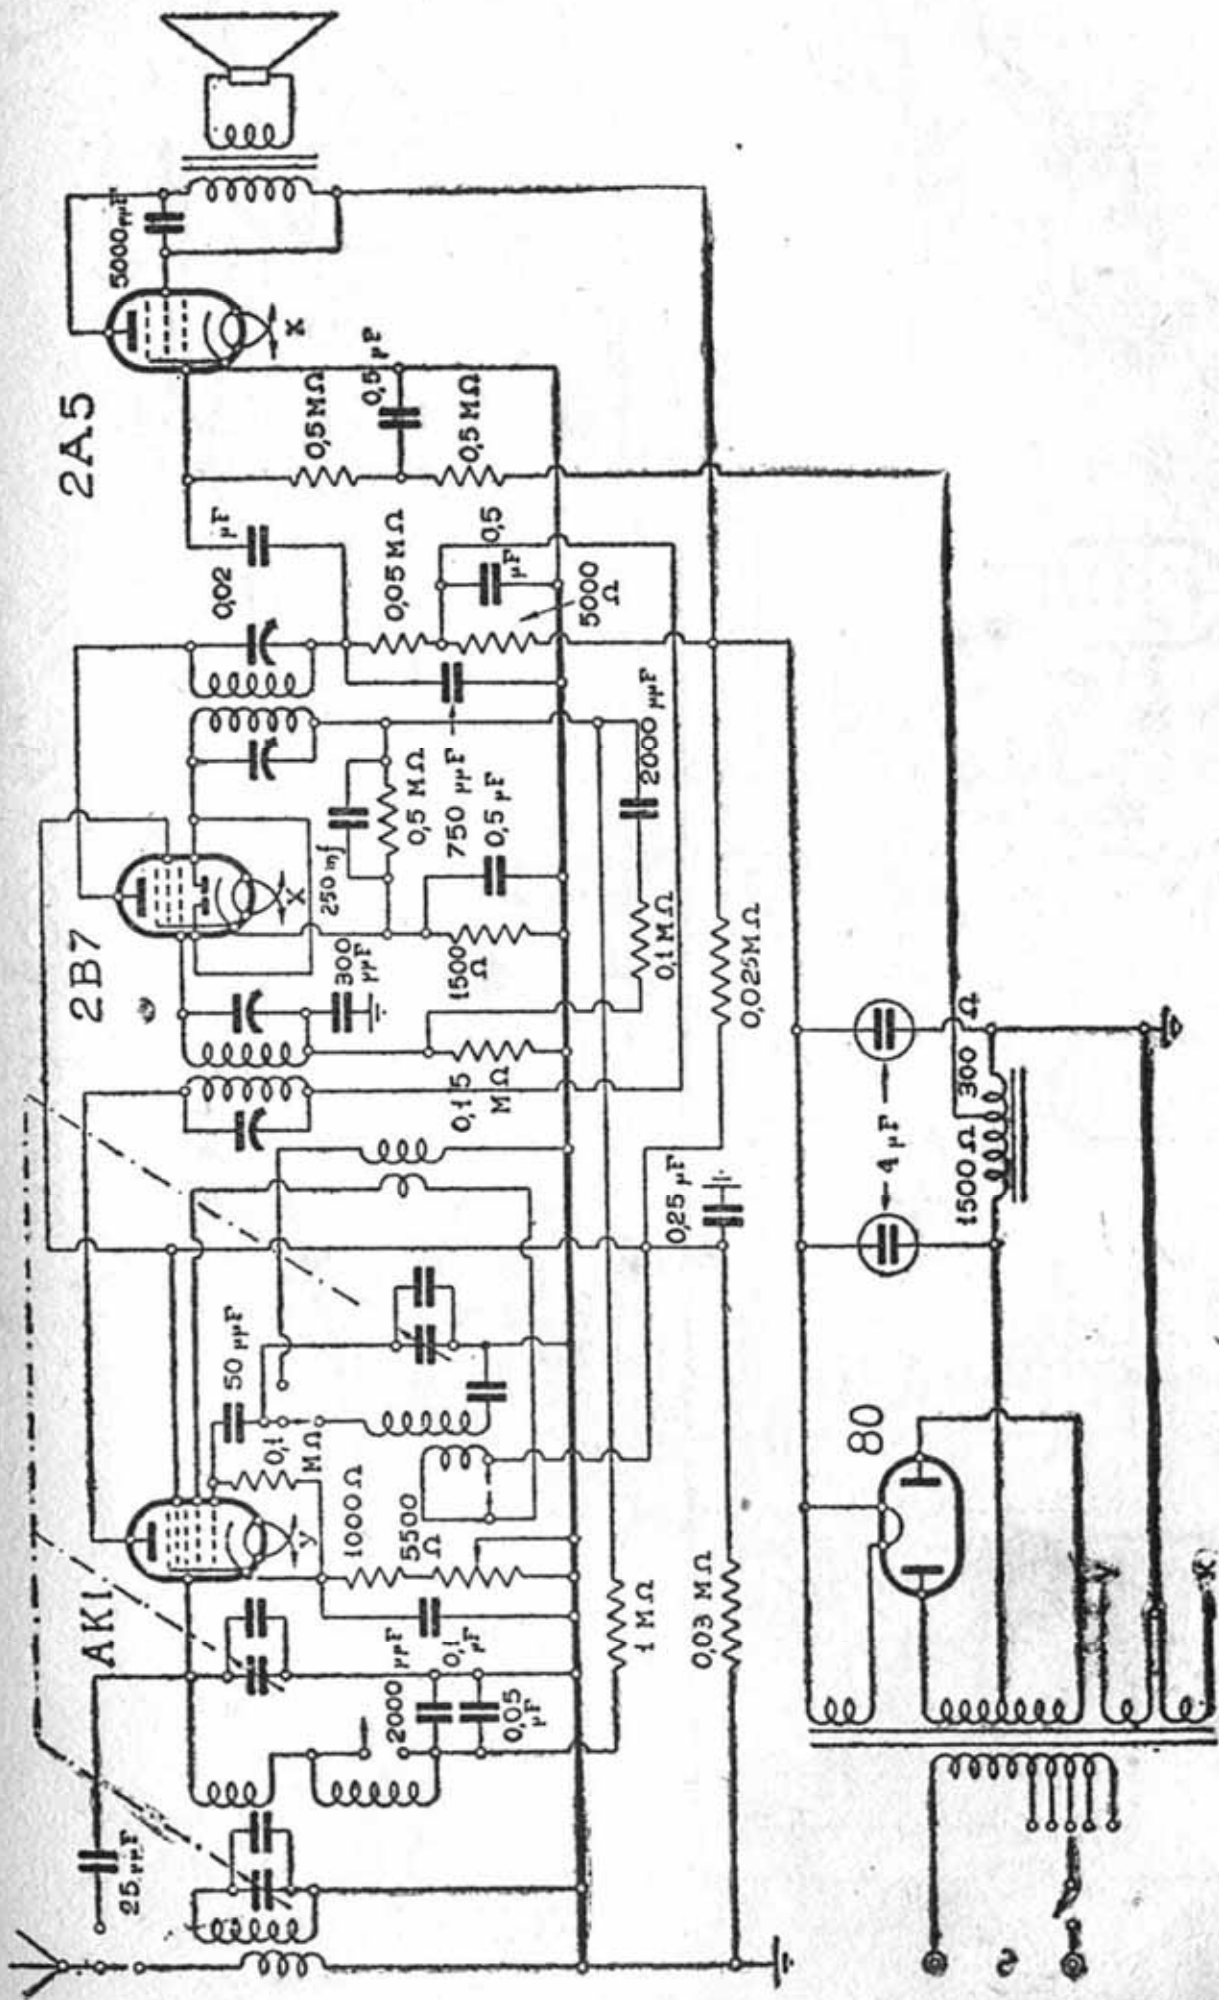 AK1
2B7
2A5
25 μμF
2000 μμF
0,1 μF
0,05 μF
50 μμF
0,1 MΩ
1000 Ω
5500 Ω
Y
1 MΩ
0,03 MΩ
0,25 μF
0,15 MΩ
300 μμF
1500 Ω
0,1 MΩ
0,025 MΩ
250 mf
0,5 MΩ
750 μμF
0,5 μF
2000 μμF
X
0,02 μF
0,05 MΩ
0,5 μF
5000 Ω
0,5 MΩ
0,5 μF
0,5 MΩ
5000 μμF
X
80
4 μF
1500 Ω
300 Ω
Y
X